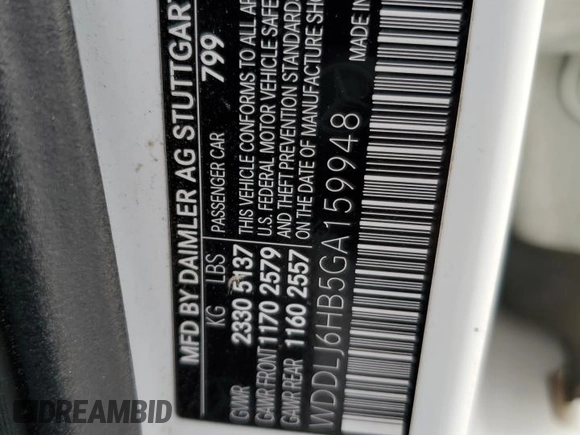 MFD BY DAIMLER AG STUTTGAR
KG LBS PASSENGER CAR 799
GVWR 2330 5137 THIS VEHICLE CONFORMS TO ALL AP
GAWR FRONT 1170 2579 U.S. FEDERAL MOTOR VEHICLE SAFE
GAWR REAR 1160 2557 AND THEFT PREVENTION STANDARD
ON THE DATE OF MANUFACTURE SHO
WDDLJ6HB5GA159948 MADE IN
DREAMBID